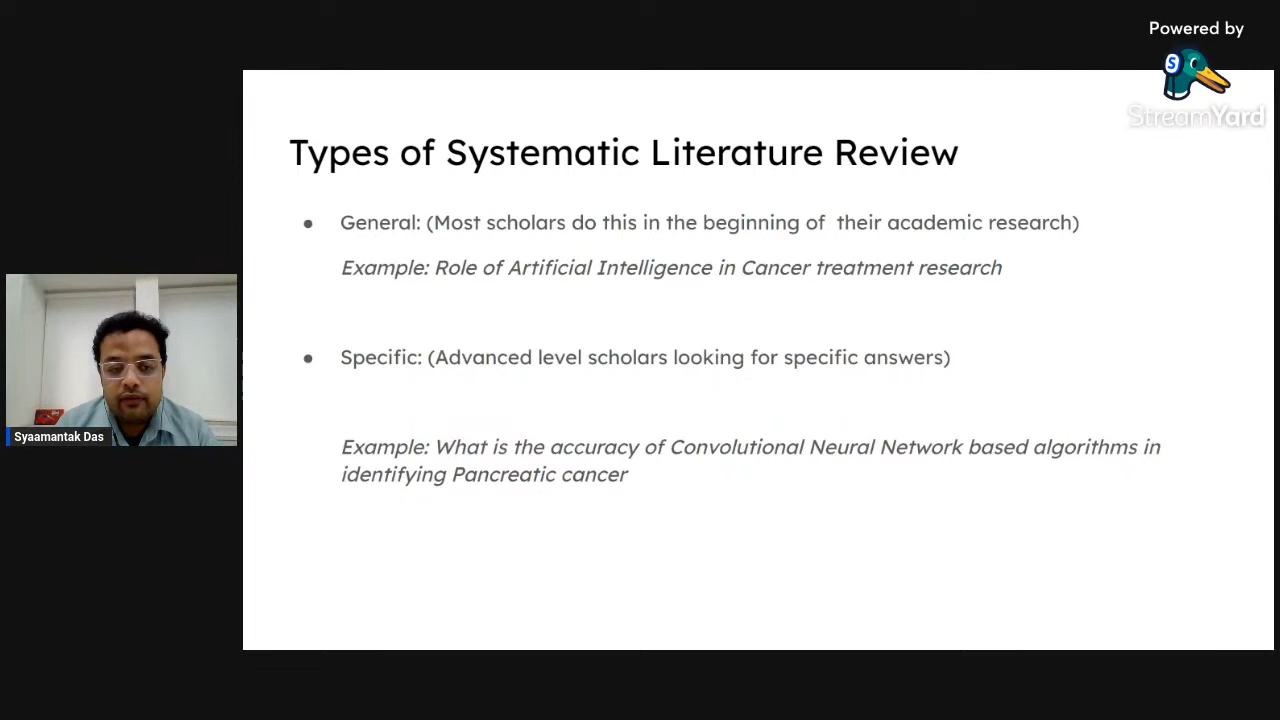 Powered by
StreamYard
Types of Systematic Literature Review
● General: (Most scholars do this in the beginning of their academic research)
Example: Role of Artificial Intelligence in Cancer treatment research
● Specific: (Advanced level scholars looking for specific answers)
Example: What is the accuracy of Convolutional Neural Network based algorithms in
identifying Pancreatic cancer
Syaamantak Das